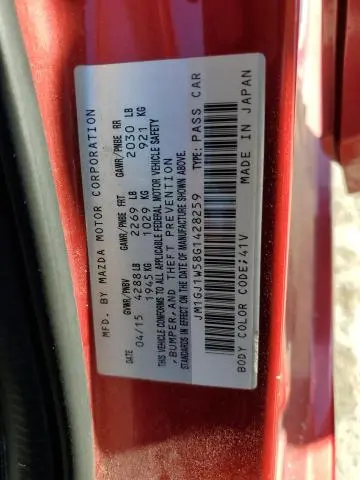 MFD. BY MAZDA MOTOR CORPORATION
DATE GVWR/PNBV GAWR/PNBE FRT GAWR/PNBE RR
04/15 4288LB 2269 LB 2030 LB
1945KG 1029 KG 921 KG
THIS VEHICLE CONFORMS TO ALL APPLICABLE FEDERAL MOTOR VEHICLE SAFETY
,BUMPER,AND THEFT PREVENTION
STANDARDS IN EFFECT ON THE DATE OF MANUFACTURE SHOWN ABOVE.
JM1GJ1W58G1428259 TYPE: PASS CAR
BODY COLOR CODE;41V MADE IN JAPAN